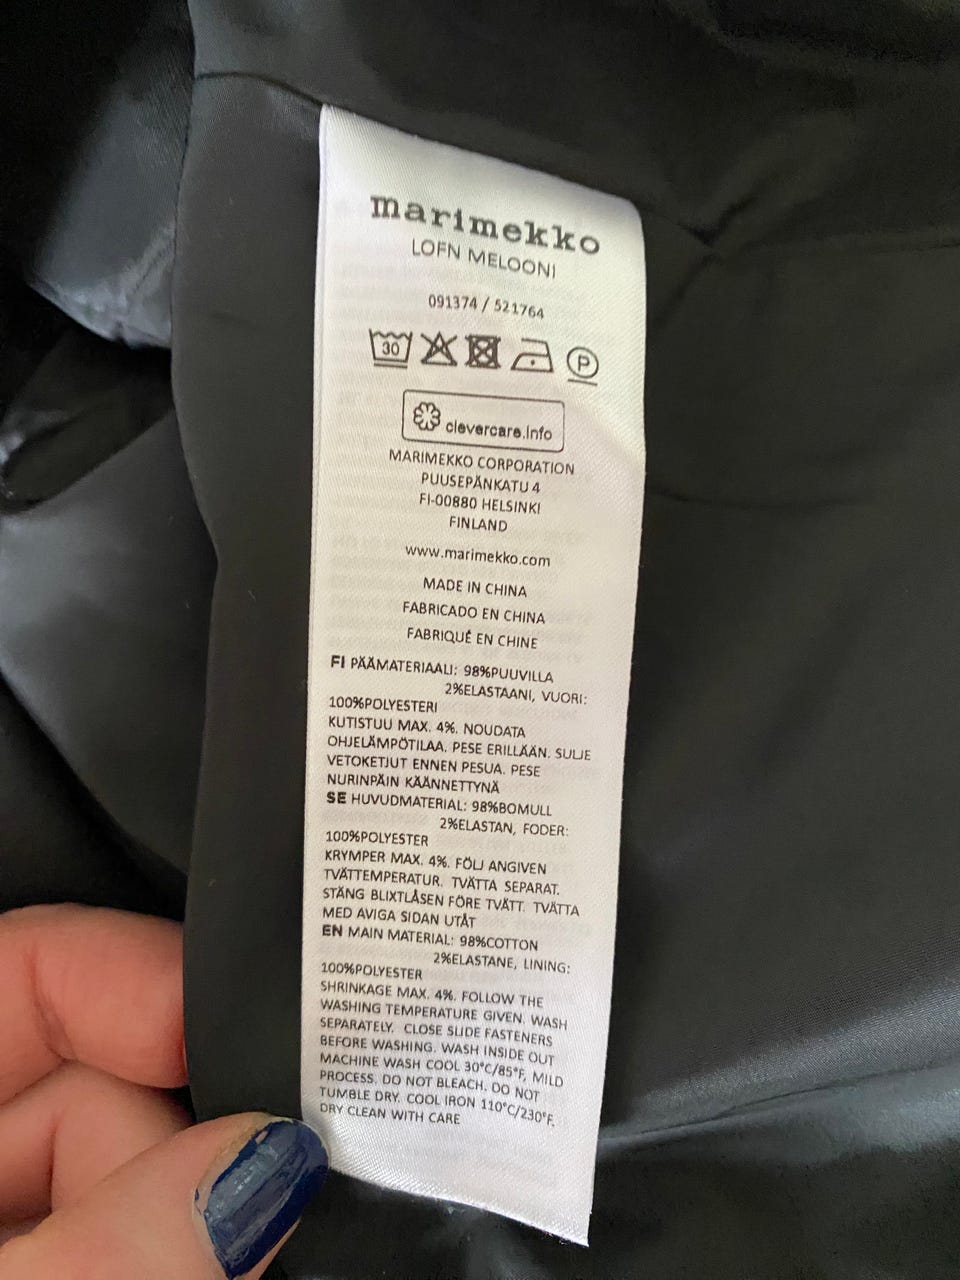 marimekko
LOFN MELOONI
091374 / 521764
30
P
clevercare.info
MARIMEKKO CORPORATION
PUUSEPÄNKATU 4
FI-00880 HELSINKI
FINLAND
www.marimekko.com
MADE IN CHINA
FABRICADO EN CHINA
FABRIQUÉ EN CHINE
FI PÄÄMATERIAALI: 98%PUUVILLA
2%ELASTAANI, VUORI:
100%POLYESTERI
KUTISTUU MAX. 4%. NOUDATA
OHJELÄMPÖTILAA. PESE ERILLÄÄN. SULJE
VETOKETJUT ENNEN PESUA. PESE
NURINPÄIN KÄÄNNETTYNÄ
SE HUVUDMATERIAL: 98%BOMULL
2%ELASTAN, FODER:
100%POLYESTER
KRYMPER MAX. 4%. FÖLJ ANGIVEN
TVÄTTEMPERATUR. TVÄTTA SEPARAT.
STÄNG BLIXTLÅSEN FÖRE TVÄTT. TVÄTTA
MED AVIGA SIDAN UTÅT
EN MAIN MATERIAL: 98%COTTON
2%ELASTANE, LINING:
100%POLYESTER
SHRINKAGE MAX. 4%. FOLLOW THE
WASHING TEMPERATURE GIVEN. WASH
SEPARATELY. CLOSE SLIDE FASTENERS
BEFORE WASHING. WASH INSIDE OUT
MACHINE WASH COOL 30°C/85°F, MILD
PROCESS. DO NOT BLEACH. DO NOT
TUMBLE DRY. COOL IRON 110°C/230°F.
DRY CLEAN WITH CARE